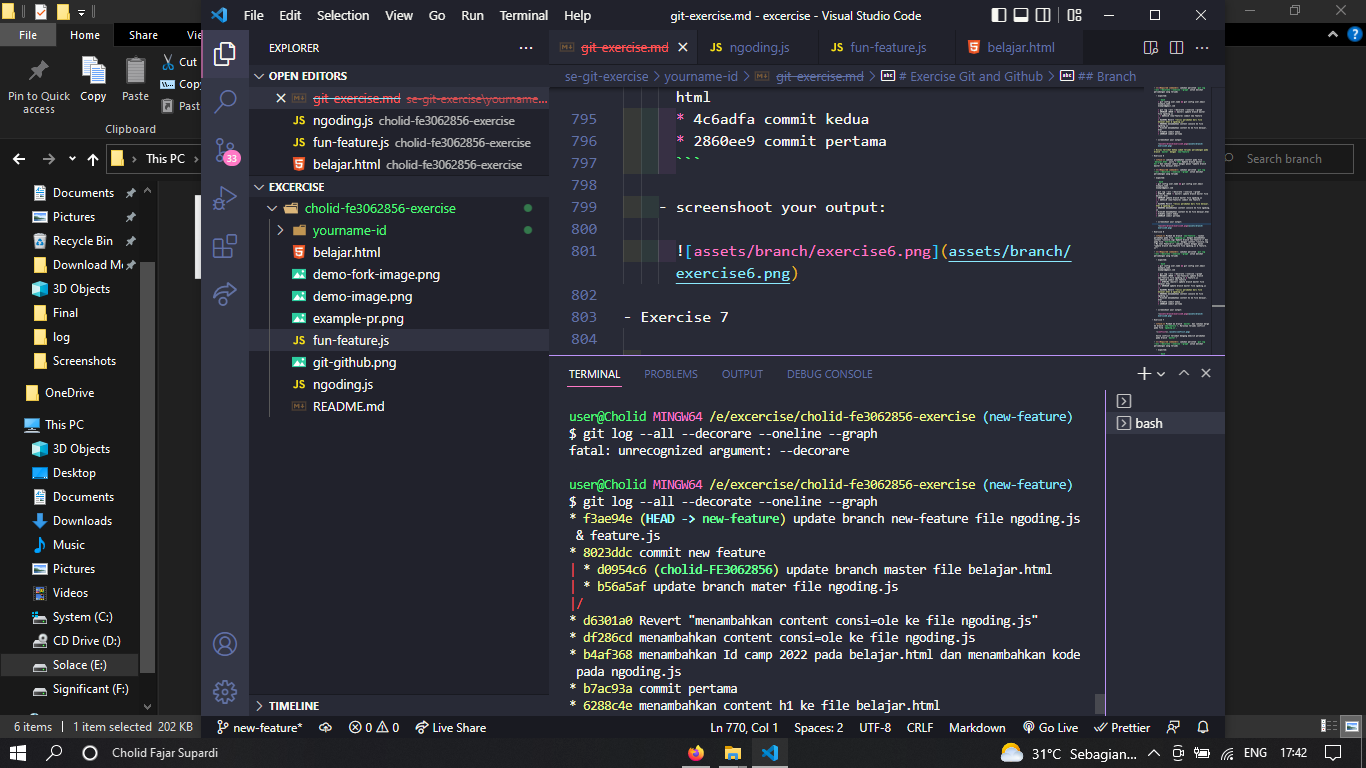 File Edit Selection View Go Run Terminal Help git-exercise.md - excercise - Visual Studio Code
File Home Share
Pin to Quick access
Copy
Paste
Cut
Clipboard
This PC
Search branch
Documents
Pictures
Recycle Bin
3D Objects
Final
log
Screenshots
OneDrive
This PC
3D Objects
Desktop
Documents
Downloads
Music
Pictures
Videos
System (C:)
CD Drive (D:)
Solace (E:)
Significant (F:)
6 items 1 item selected 202 KB
33
EXPLORER
OPEN EDITORS
git-exercise.md se-git-exercise\yourname...
ngoding.js cholid-fe3062856-exercise
fun-feature.js cholid-fe3062856-exercise
belajar.html cholid-fe3062856-exercise
EXCERCISE
cholid-fe3062856-exercise
yourname-id
belajar.html
demo-fork-image.png
demo-image.png
example-pr.png
fun-feature.js
git-github.png
ngoding.js
README.md
TIMELINE
git-exercise.md ngoding.js fun-feature.js belajar.html
se-git-exercise > yourname-id > git-exercise.md > # Exercise Git and Github > ## Branch
html
795 * 4c6adfa commit kedua
796 * 2860ee9 commit pertama
797 ```
798
799 - screenshoot your output:
800
801 ![assets/branch/exercise6.png](assets/branch/
exercise6.png)
802
803 - Exercise 7
804
TERMINAL PROBLEMS OUTPUT DEBUG CONSOLE
bash
user@Cholid MINGW64 /e/excercise/cholid-fe3062856-exercise (new-feature)
$ git log --all --decorare --oneline --graph
fatal: unrecognized argument: --decorare
user@Cholid MINGW64 /e/excercise/cholid-fe3062856-exercise (new-feature)
$ git log --all --decorate --oneline --graph
* f3ae94e (HEAD -> new-feature) update branch new-feature file ngoding.js
& feature.js
* 8023ddc commit new feature
| * d0954c6 (cholid-FE3062856) update branch master file belajar.html
| * b56a5af update branch mater file ngoding.js
|/
* d6301a0 Revert "menambahkan content consi=ole ke file ngoding.js"
* df286cd menambahkan content consi=ole ke file ngoding.js
* b4af368 menambahkan Id camp 2022 pada belajar.html dan menambahkan kode
pada ngoding.js
* b7ac93a commit pertama
* 6288c4e menambahkan content h1 ke file belajar.html
new-feature* 0 0 Live Share Ln 770, Col 1 Spaces: 2 UTF-8 CRLF Markdown Go Live Prettier
Cholid Fajar Supardi 31°C Sebagian... ENG 17:42